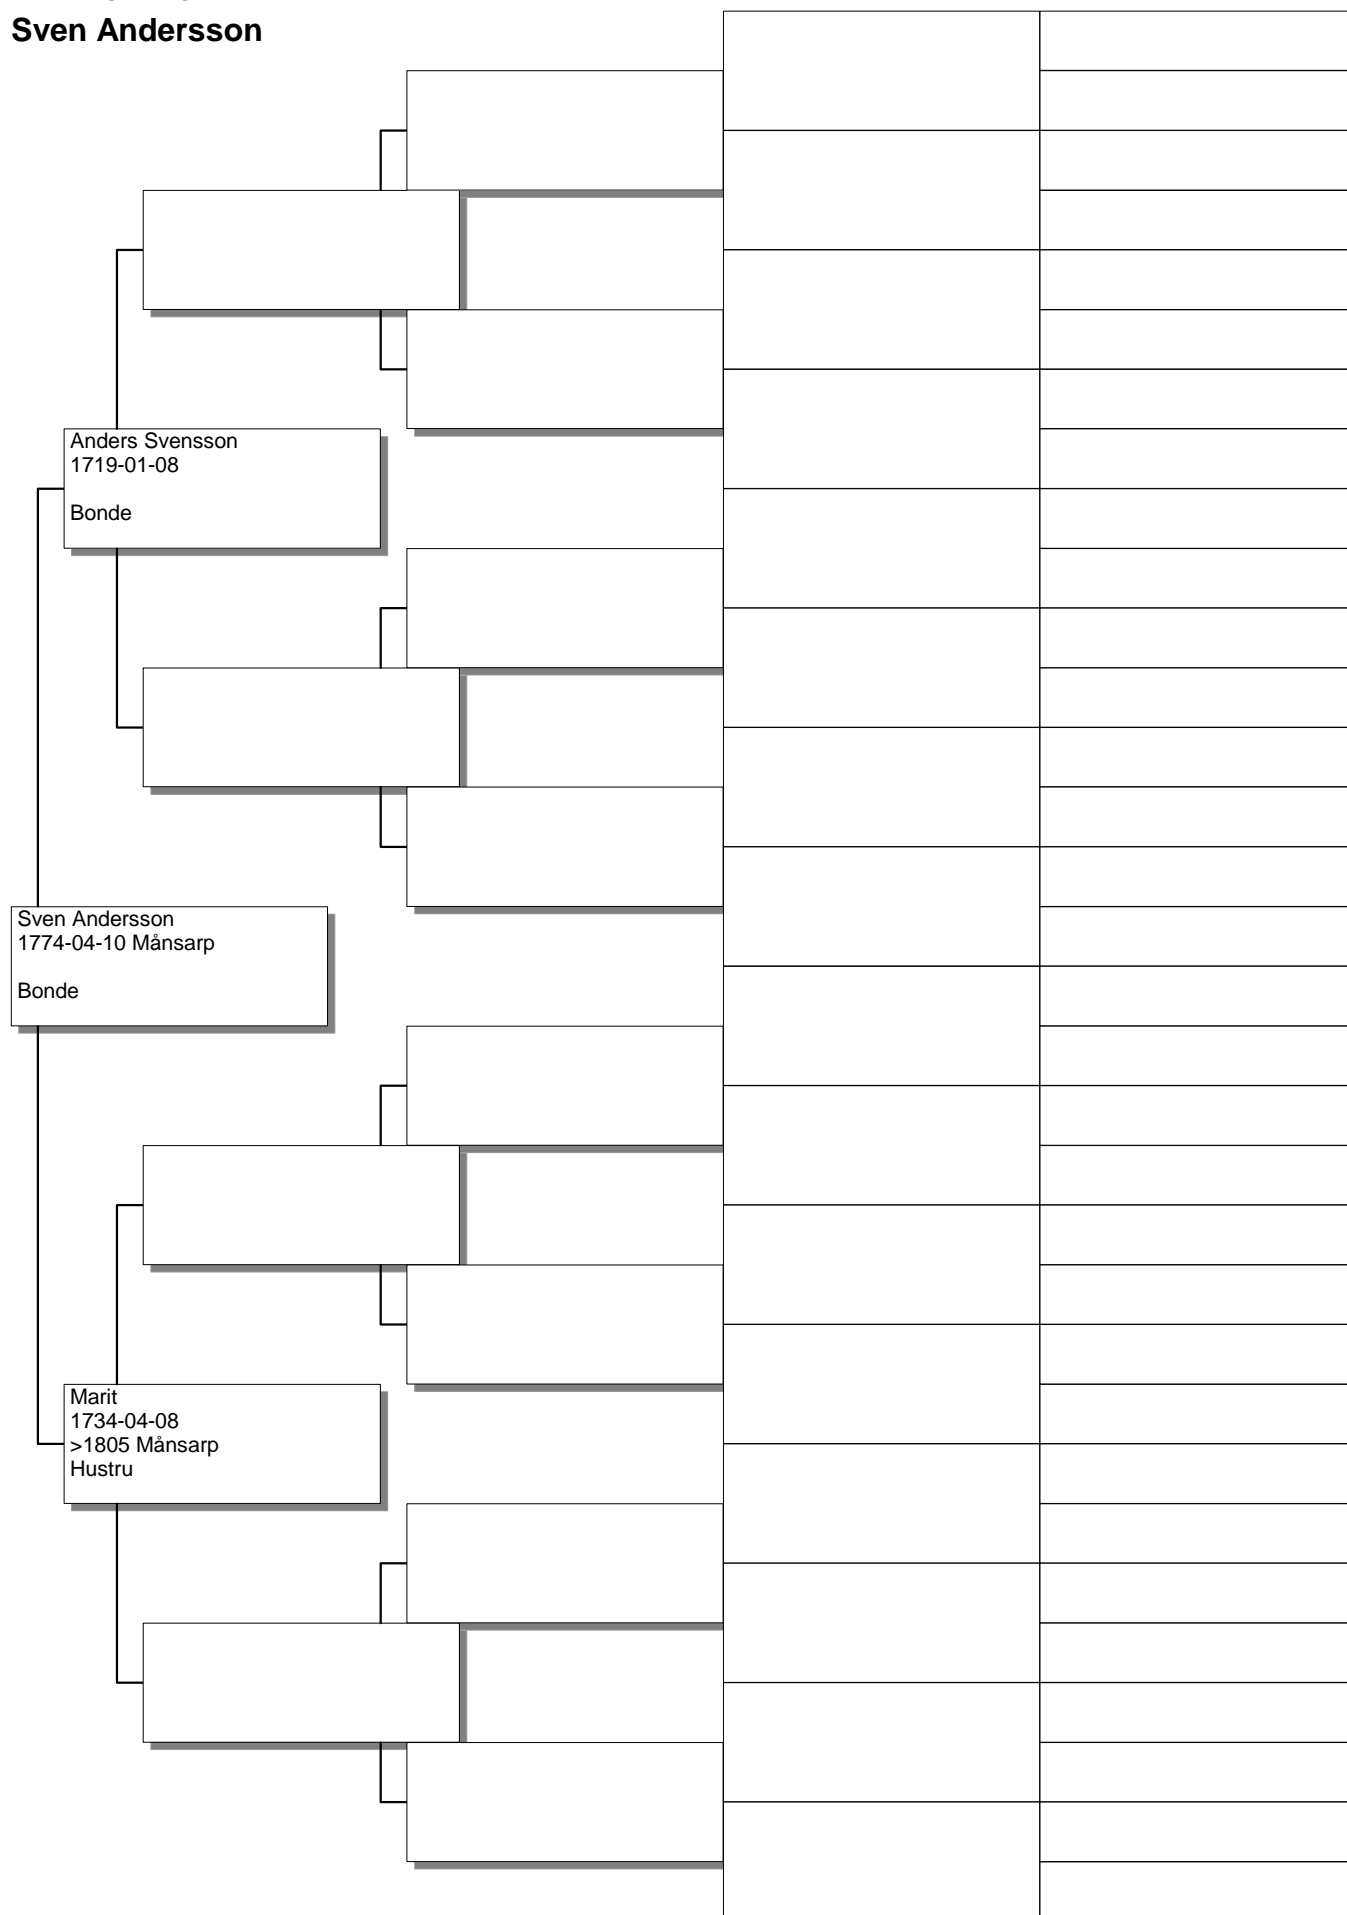 Sven Andersson
Anders Svensson
1719-01-08
Bonde
Sven Andersson
1774-04-10 Månsarp
Bonde
Marit
1734-04-08
>1805 Månsarp
Hustru